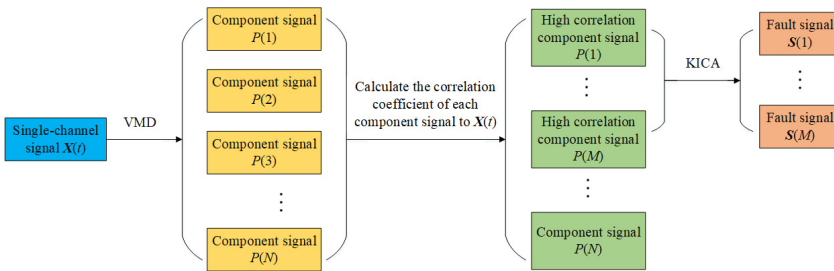 Single-channel
signal X(t)
VMD
Component signal
P(1)
Component signal
P(2)
Component signal
P(3)
⋮
Component signal
P(N)
Calculate the correlation
coefficient of each
component signal to X(t)
High correlation
component signal
P(1)
⋮
High correlation
component signal
P(M)
⋮
Component signal
P(N)
KICA
Fault signal
S(1)
⋮
Fault signal
S(M)